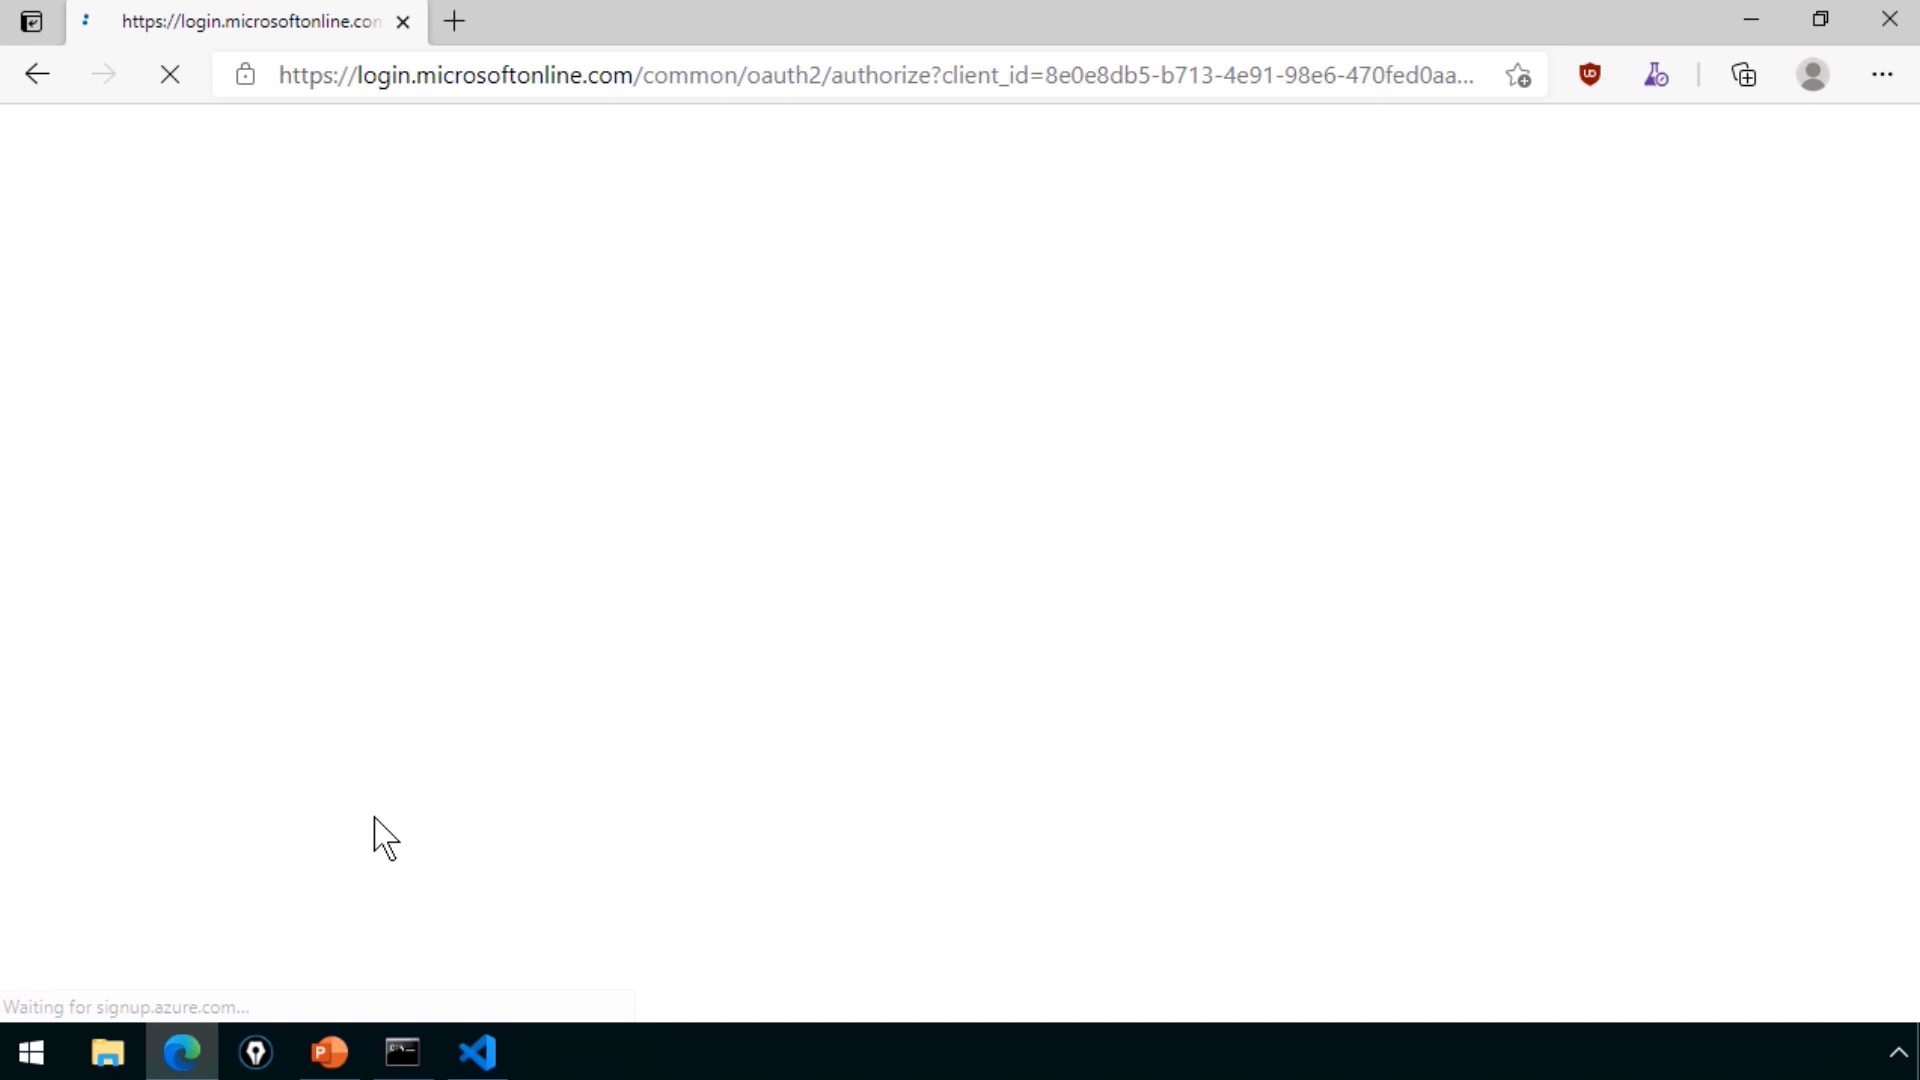 https://login.microsoftonline.con
https://login.microsoftonline.com/common/oauth2/authorize?client_id=8e0e8db5-b713-4e91-98e6-470fed0aa...
UD
Waiting for signup.azure.com...
P
C:\